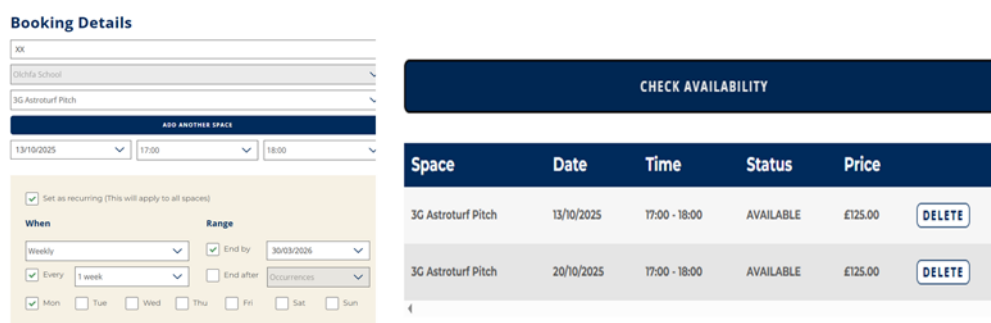 Booking Details
XX
Olchfa School
3G Astroturf Pitch
ADD ANOTHER SPACE
13/10/2025 17:00 18:00
Set as recurring (This will apply to all spaces)
When Range
Weekly End by 30/03/2026
Every 1 week End after Occurrences
Mon Tue Wed Thu Fri Sat Sun
CHECK AVAILABILITY
Space Date Time Status Price
3G Astroturf Pitch 13/10/2025 17:00 - 18:00 AVAILABLE £125.00 DELETE
3G Astroturf Pitch 20/10/2025 17:00 - 18:00 AVAILABLE £125.00 DELETE